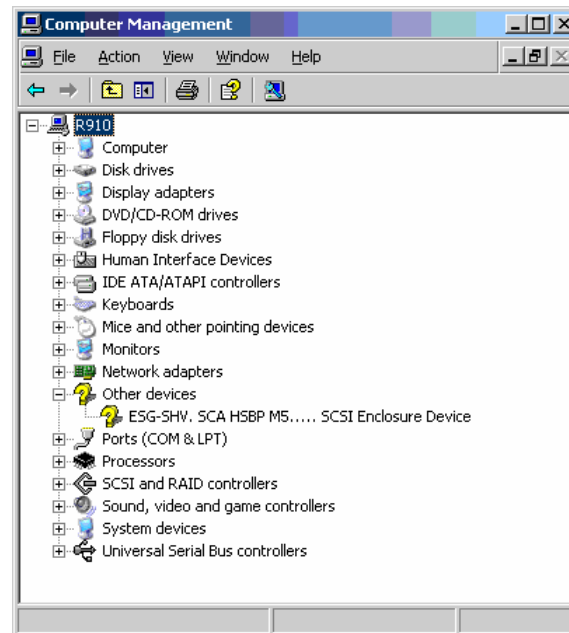 Computer Management
File Action View Window Help
R910
Computer
Disk drives
Display adapters
DVD/CD-ROM drives
Floppy disk drives
Human Interface Devices
IDE ATA/ATAPI controllers
Keyboards
Mice and other pointing devices
Monitors
Network adapters
Other devices
ESG-SHV. SCA HSBP M5..... SCSI Enclosure Device
Ports (COM & LPT)
Processors
SCSI and RAID controllers
Sound, video and game controllers
System devices
Universal Serial Bus controllers